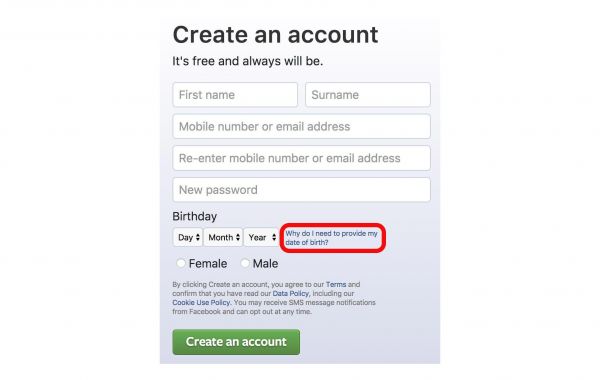 Create an account
It's free and always will be.
First name Surname
Mobile number or email address
Re-enter mobile number or email address
New password
Birthday
Day Month Year Why do I need to provide my
date of birth?
Female Male
By clicking Create an account, you agree to our Terms and
confirm that you have read our Data Policy, including our
Cookie Use Policy. You may receive SMS message notifications
from Facebook and can opt out at any time.
Create an account